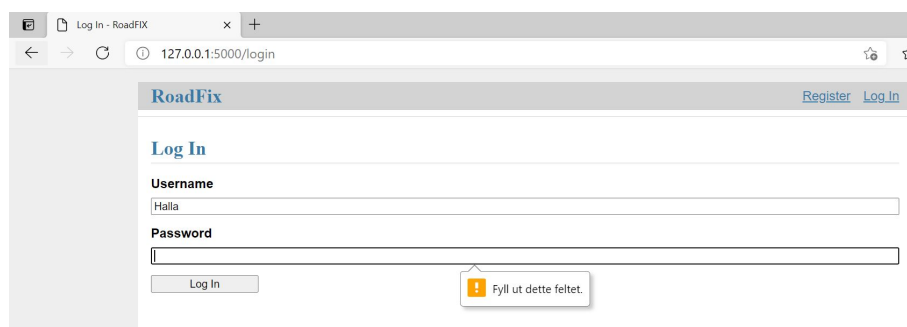 Log In - RoadFIX
127.0.0.1:5000/login
RoadFix
Register Log In
Log In
Username
Halla
Password
Log In
Fyll ut dette feltet.